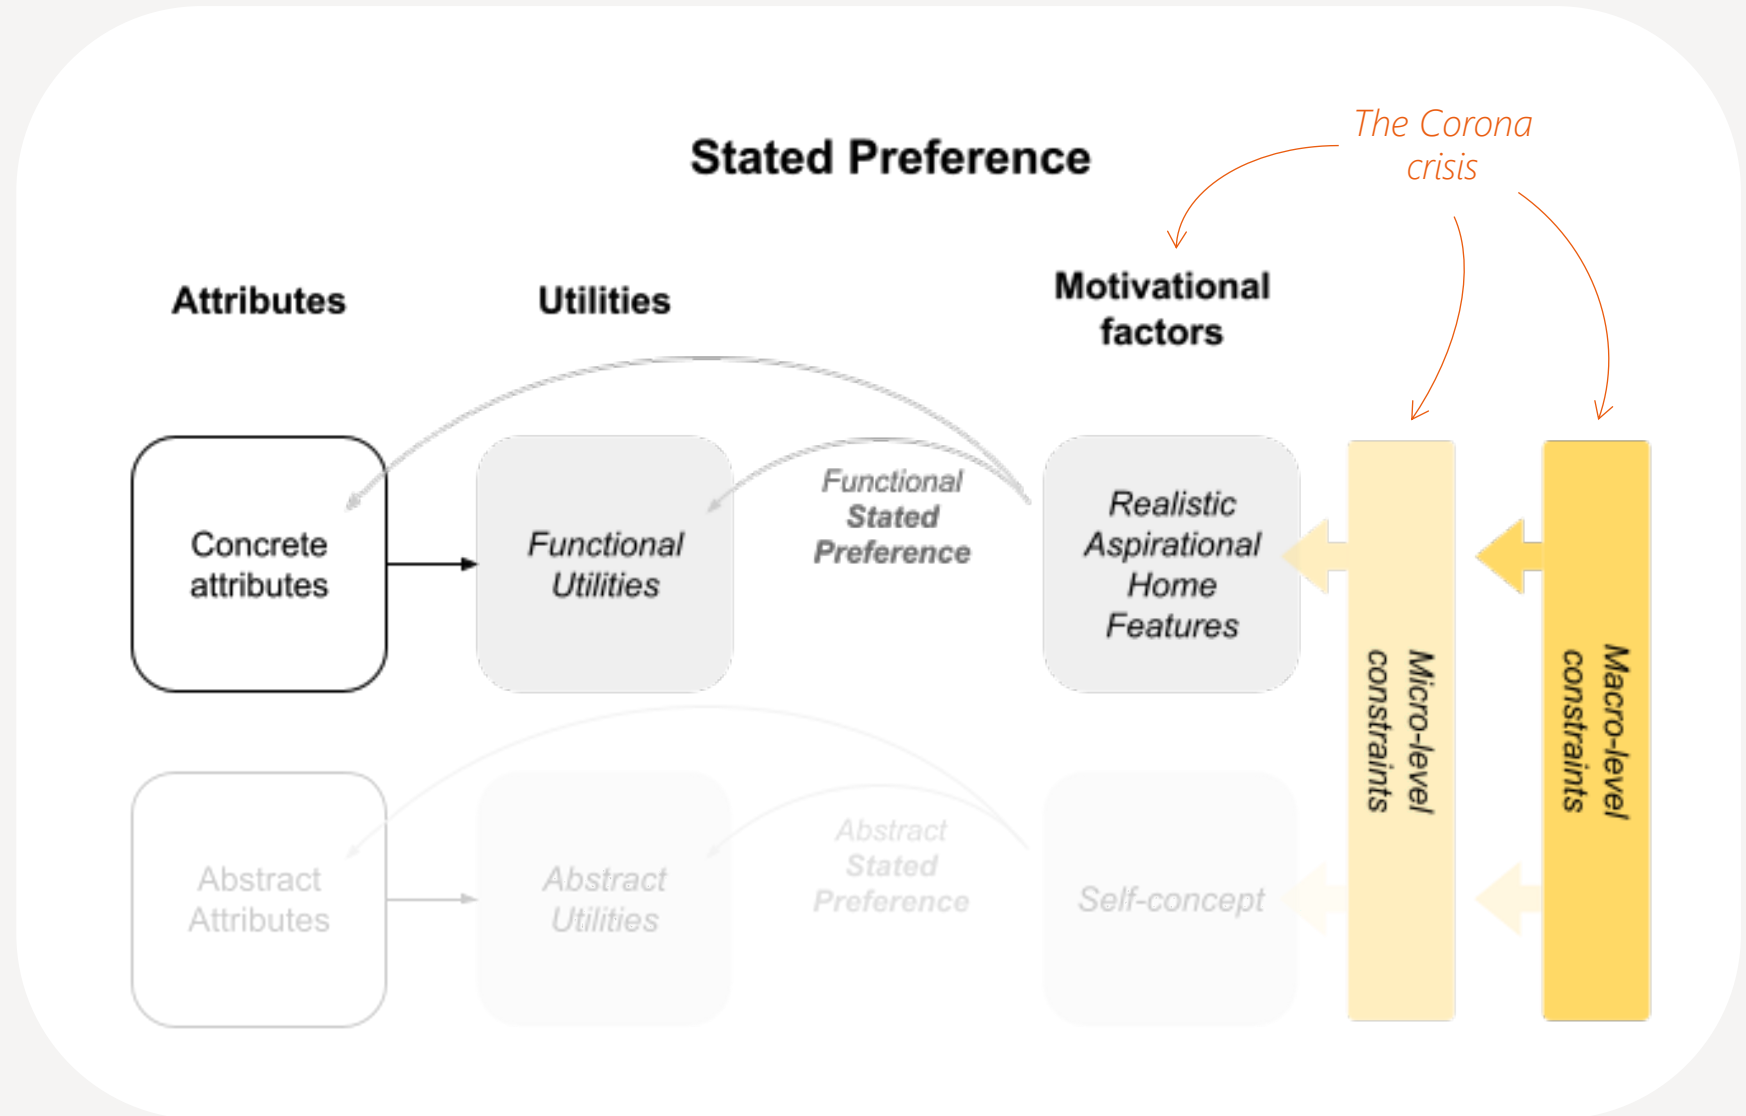 The Corona
crisis
Stated Preference
Attributes
Utilities
Motivational
factors
Concrete
attributes
Functional
Utilities
Functional
Stated
Preference
Realistic
Aspirational
Home
Features
Micro-level
constraints
Macro-level
constraints
Abstract
Attributes
Abstract
Utilities
Abstract
Stated
Preference
Self-concept